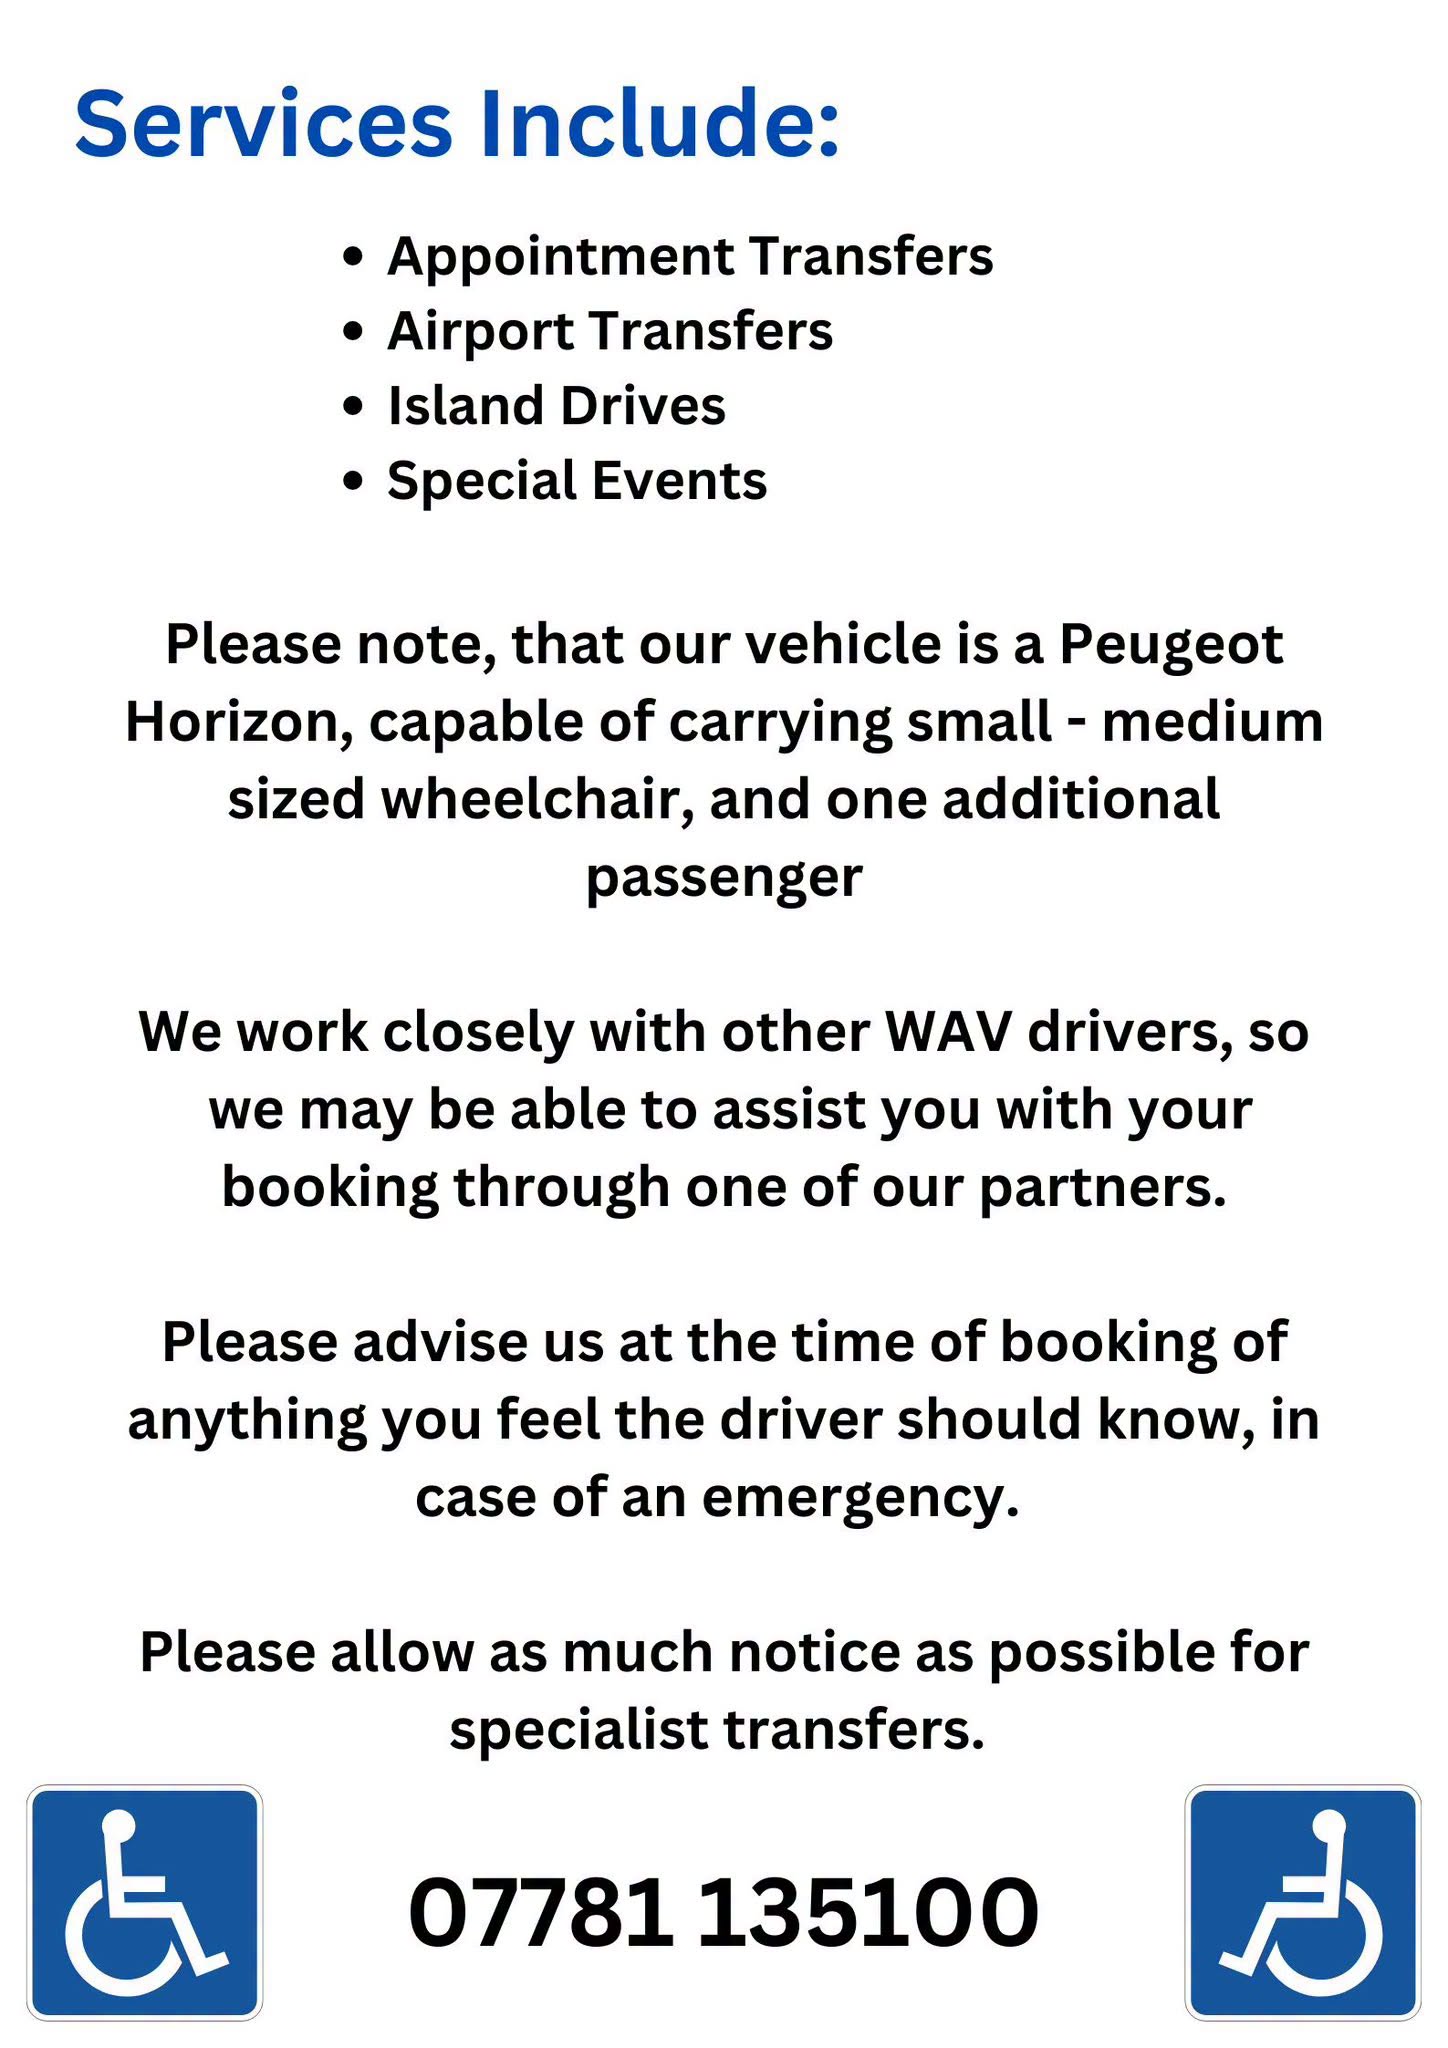 Services Include:
• Appointment Transfers
• Airport Transfers
• Island Drives
• Special Events
Please note, that our vehicle is a Peugeot
Horizon, capable of carrying small - medium
sized wheelchair, and one additional
passenger
We work closely with other WAV drivers, so
we may be able to assist you with your
booking through one of our partners.
Please advise us at the time of booking of
anything you feel the driver should know, in
case of an emergency.
Please allow as much notice as possible for
specialist transfers.
07781 135100